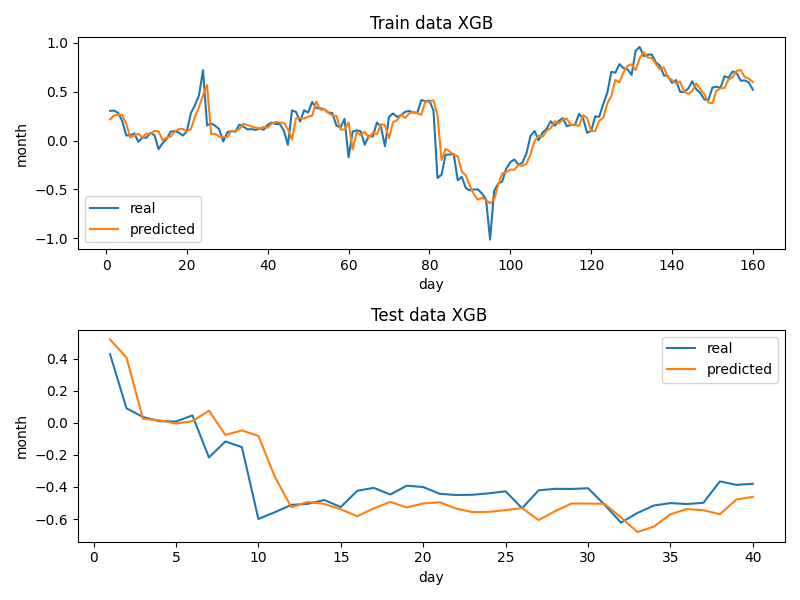 Train data XGB
1.0
0.5
0.0
−0.5
−1.0
month
real
predicted
0 20 40 60 80 100 120 140 160
day
Test data XGB
0.4
0.2
0.0
−0.2
−0.4
−0.6
month
real
predicted
0 5 10 15 20 25 30 35 40
day